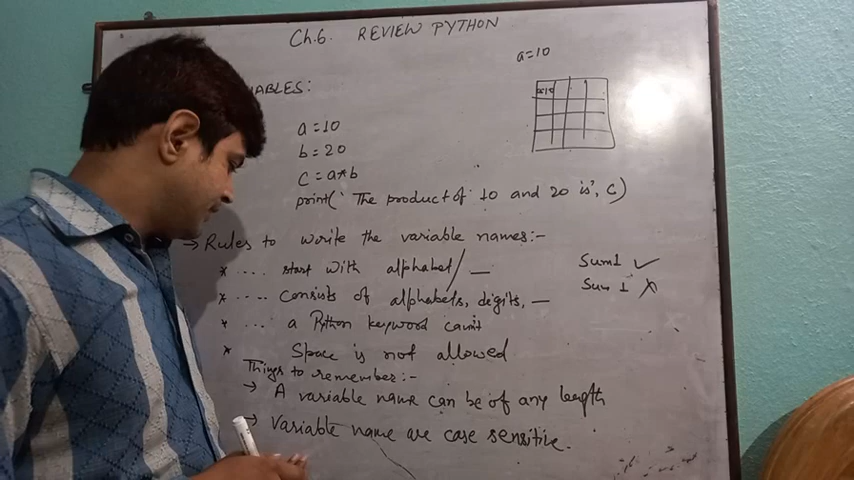 Ch.6. REVIEW PYTHON
a=10
ABLES:
a=10
b=20
C=a*b
print(' The product of 10 and 20 is', C)
→ Rules to write the variable names:-
* .... start with alphabet/ _
Sum1 ✓
* .... Consists of alphabets, digits, _
Sum 1 ✗
* ... a Python keyword can't
* Space is not allowed
Things to remember:-
→ A variable name can be of any length
→ Variable name are case sensitive.